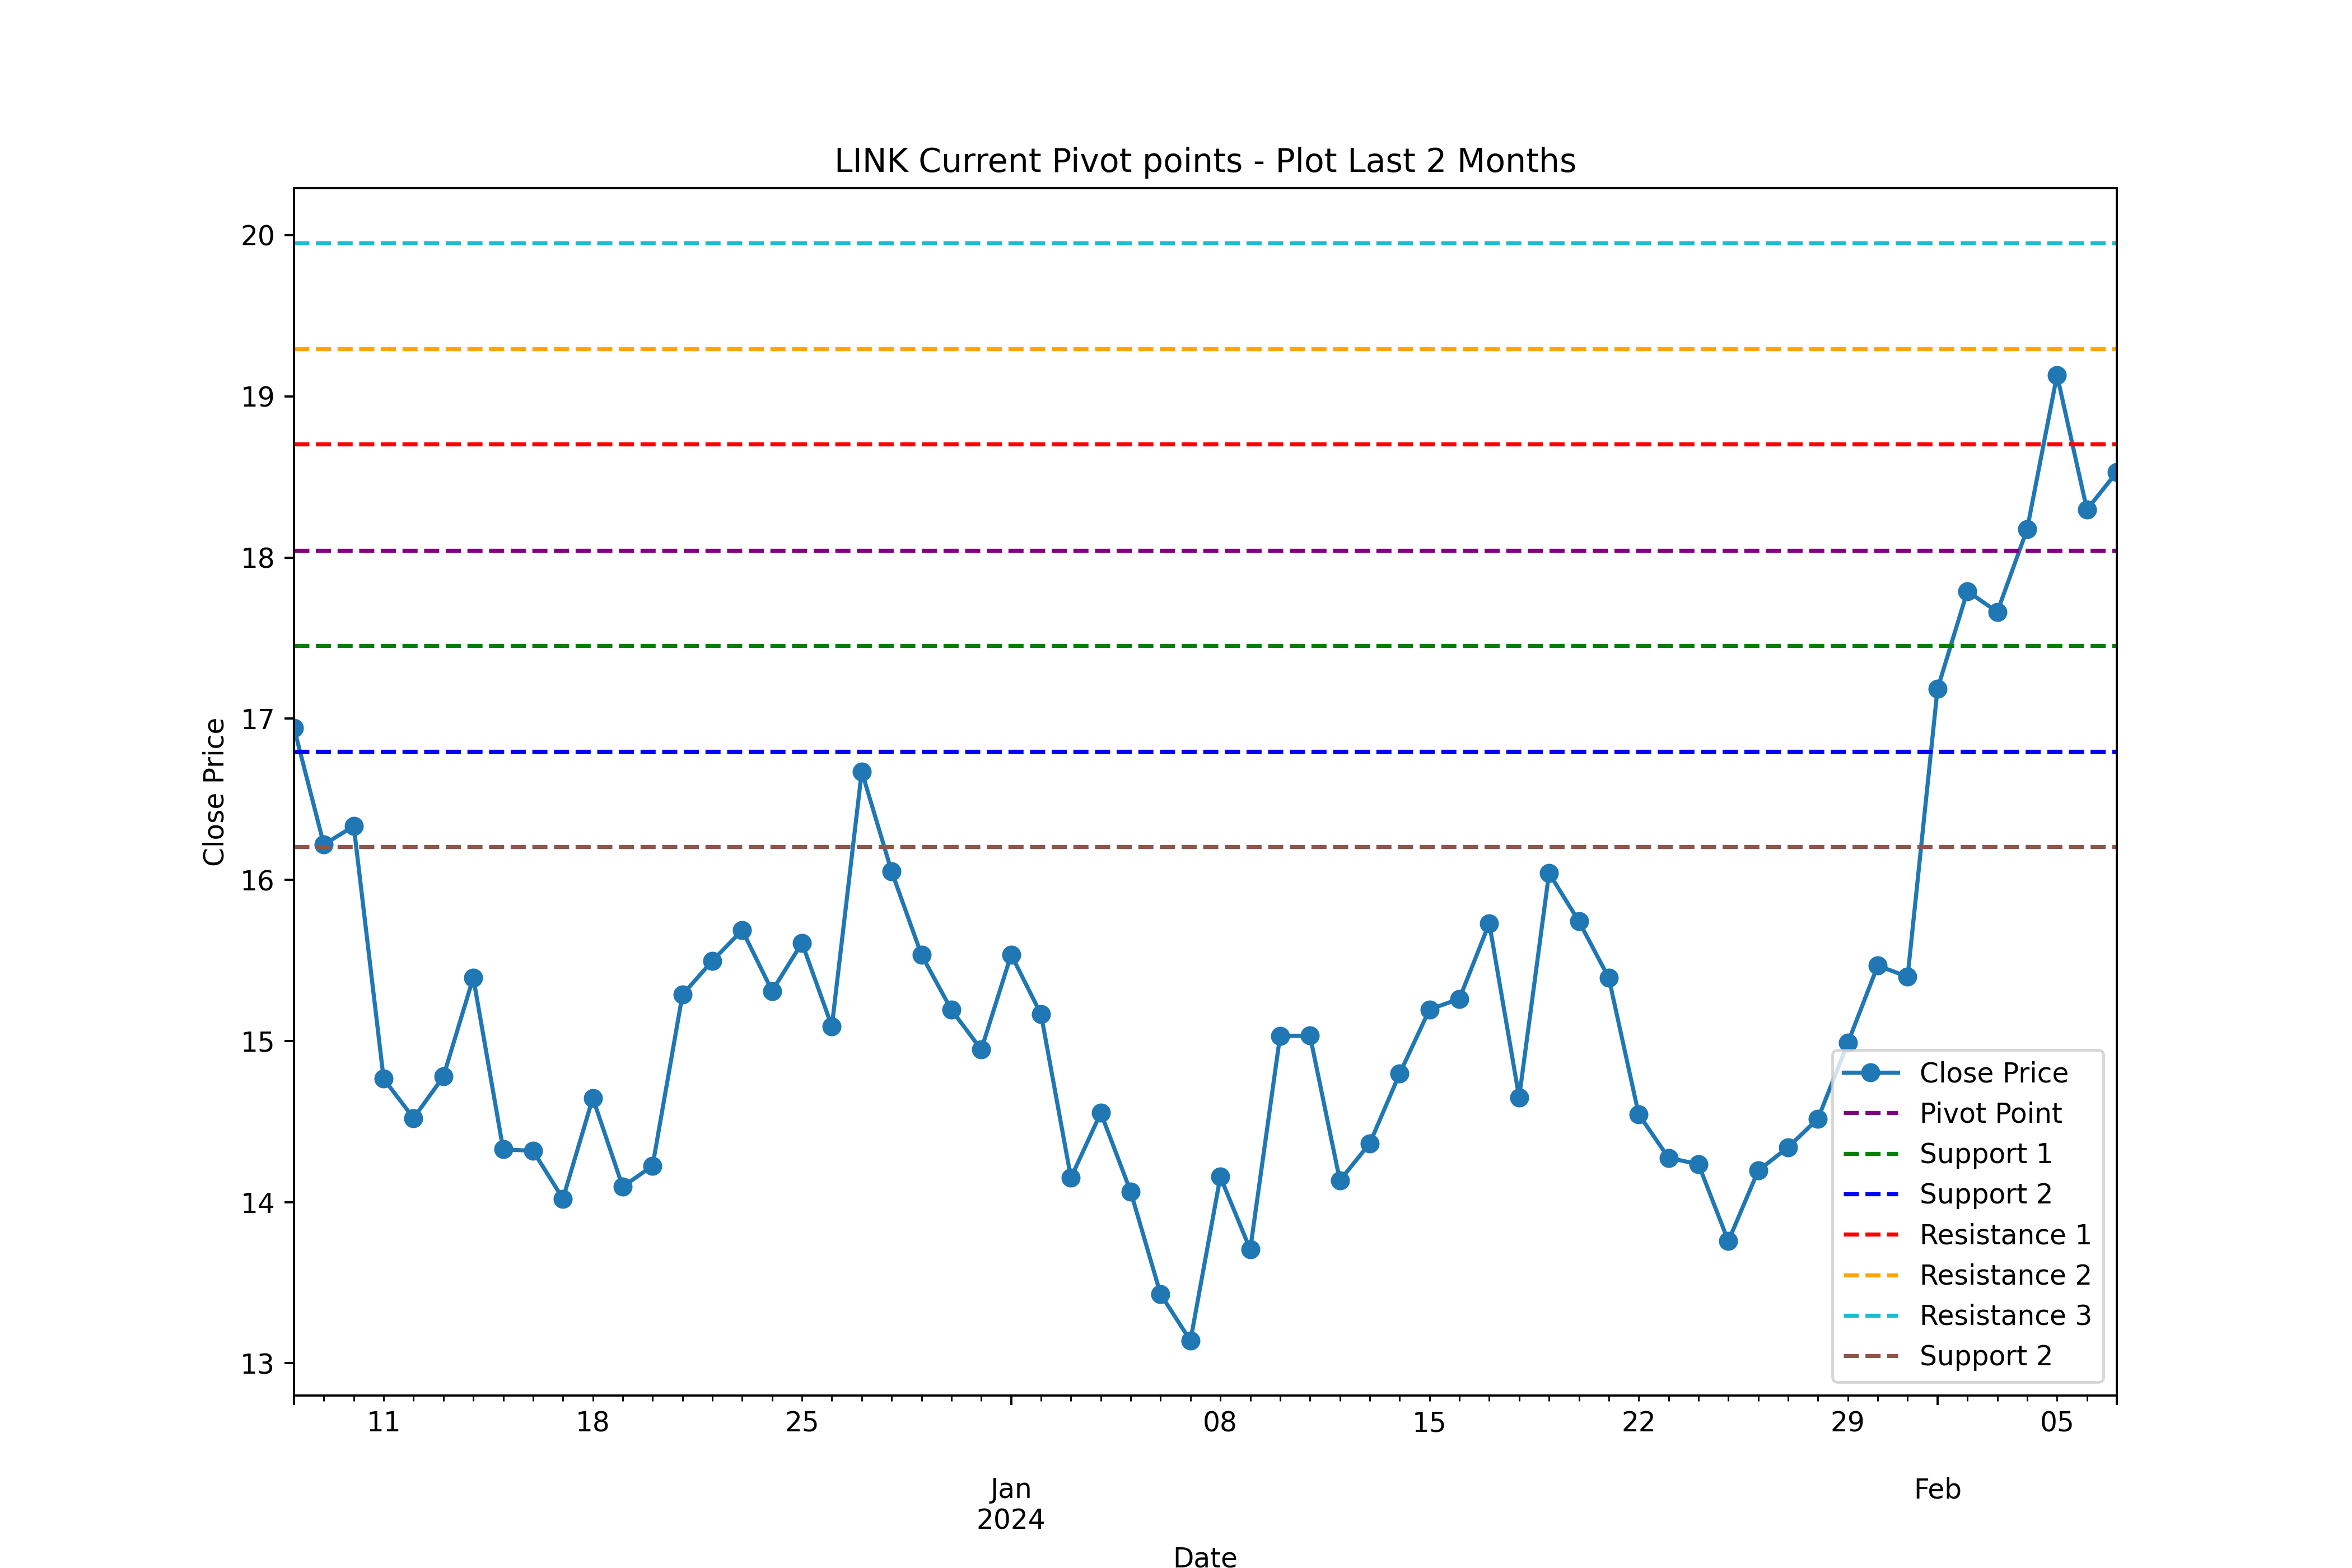 LINK Current Pivot points - Plot Last 2 Months
20
19
18
17
16
15
14
13
Close Price
Close Price
Pivot Point
Support 1
Support 2
Resistance 1
Resistance 2
Resistance 3
Support 2
11 18 25 08 15 22 29 05
Jan Feb
2024
Date